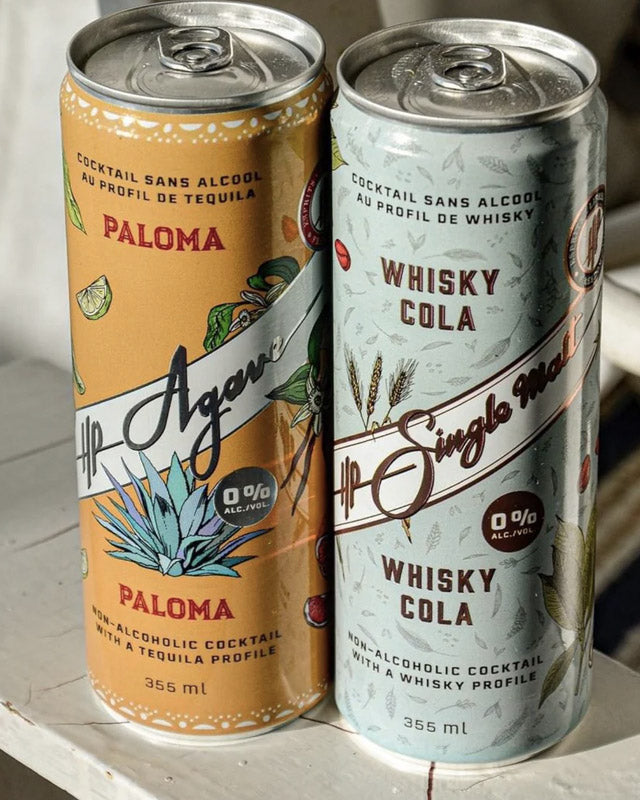 COCKTAIL SANS ALCOOL
AU PROFIL DE TEQUILA
PALOMA
HP Agave
0%
ALC./VOL.
PALOMA
NON-ALCOHOLIC COCKTAIL
WITH A TEQUILA PROFILE
355 ml
COCKTAIL SANS ALCOOL
AU PROFIL DE WHISKY
WHISKY
COLA
HP
HP Single Malt
0%
ALC./VOL.
WHISKY
COLA
NON-ALCOHOLIC COCKTAIL
WITH A WHISKY PROFILE
355 ml